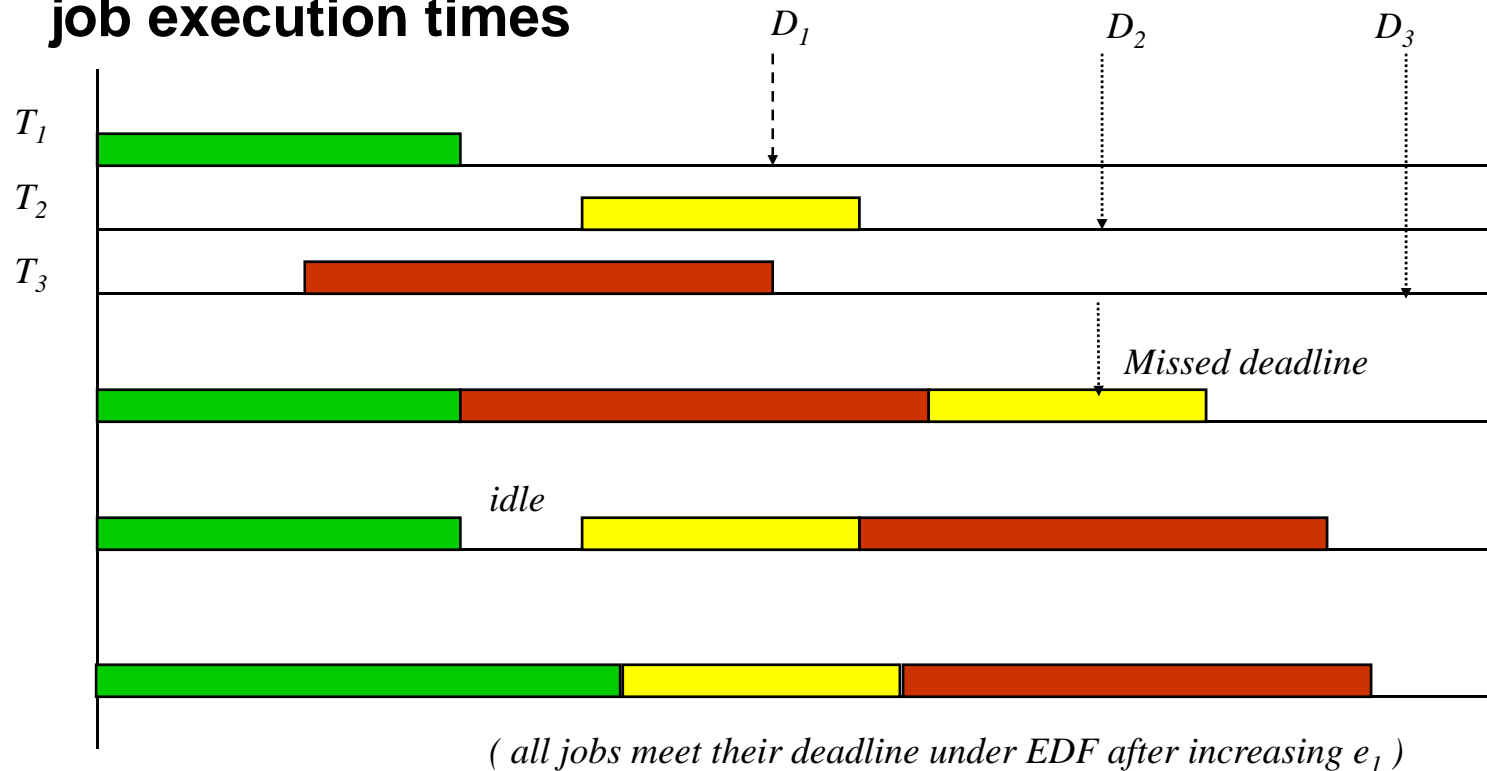 job execution times
D1 D2 D3
T1
T2
T3
Missed deadline
idle
( all jobs meet their deadline under EDF after increasing e1 )